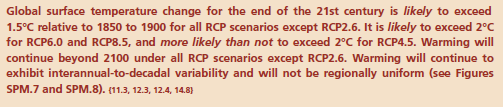 Global surface temperature change for the end of the 21st century is likely to exceed
1.5°C relative to 1850 to 1900 for all RCP scenarios except RCP2.6. It is likely to exceed 2°C
for RCP6.0 and RCP8.5, and more likely than not to exceed 2°C for RCP4.5. Warming will
continue beyond 2100 under all RCP scenarios except RCP2.6. Warming will continue to
exhibit interannual-to-decadal variability and will not be regionally uniform (see Figures
SPM.7 and SPM.8). {11.3, 12.3, 12.4, 14.8}